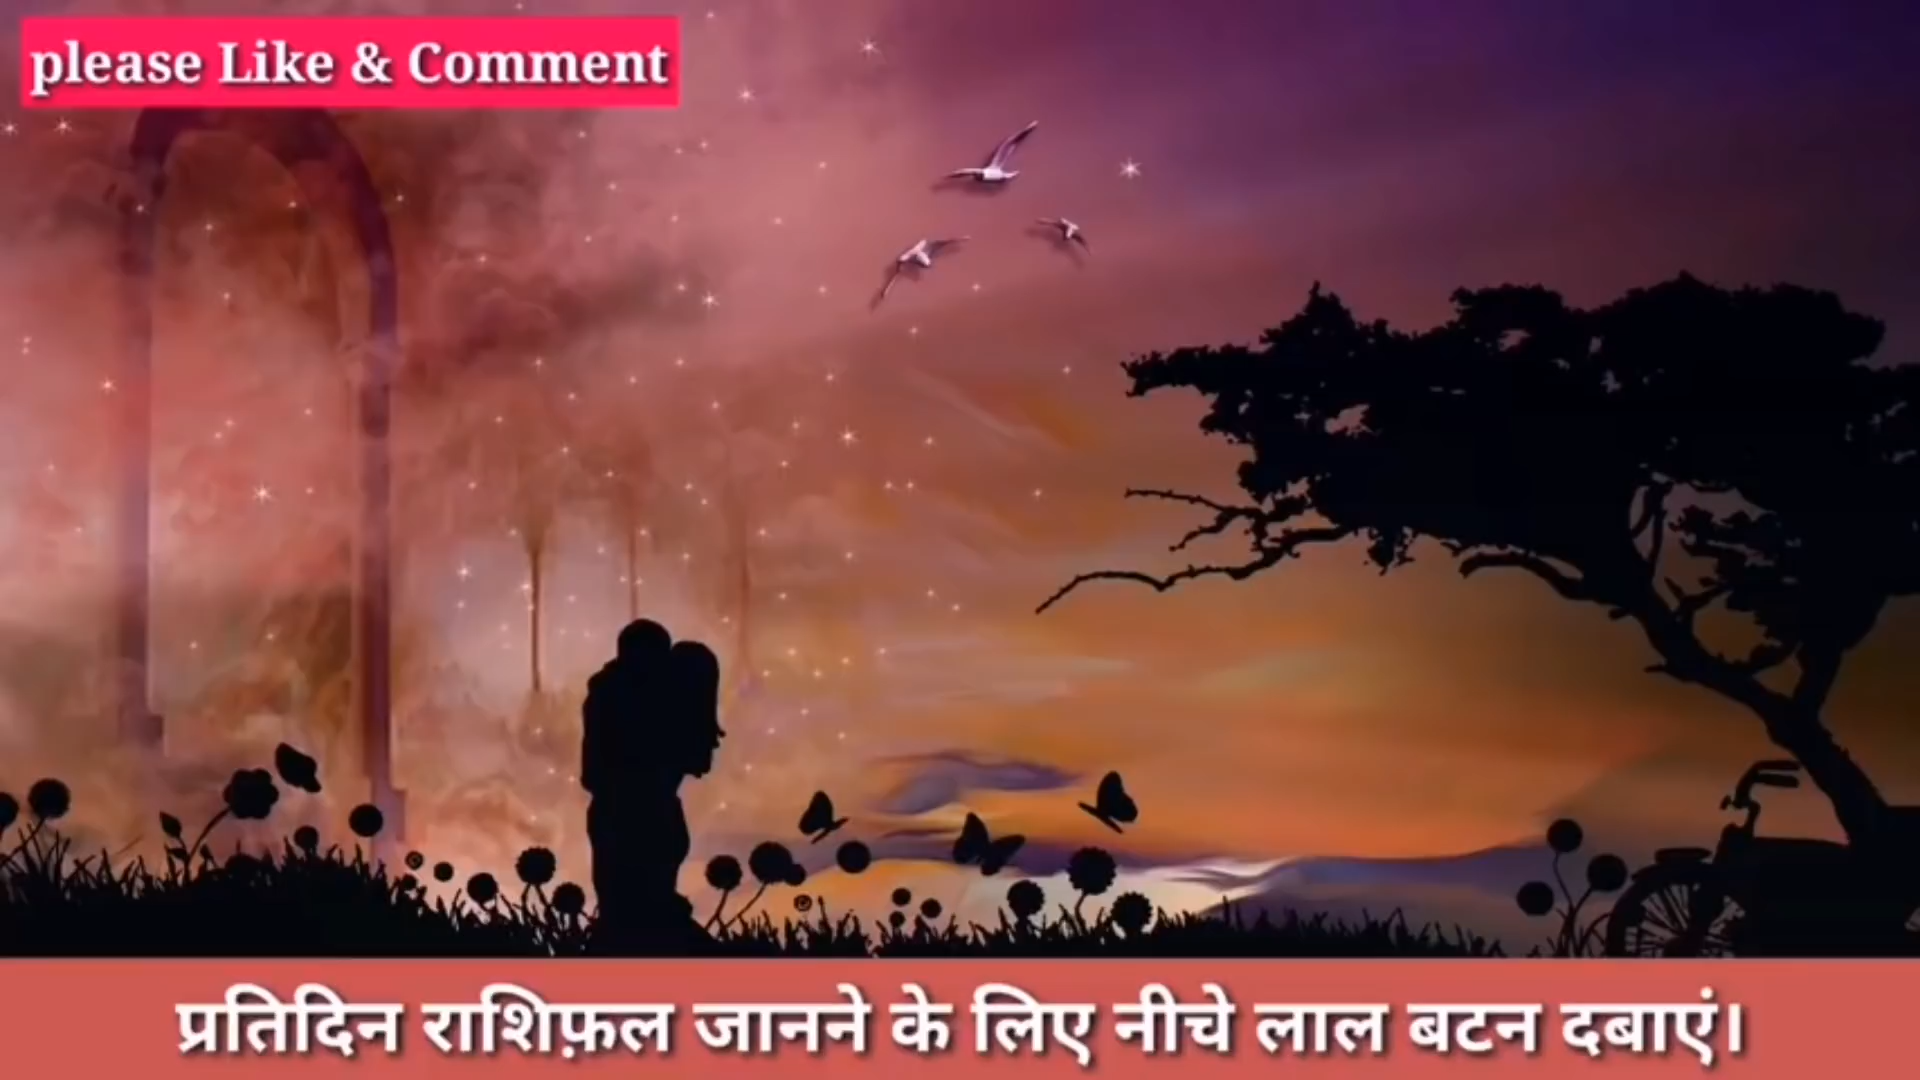 please Like & Comment
प्रतिदिन राशिफ़ल जानने के लिए नीचे लाल बटन दबाएं।